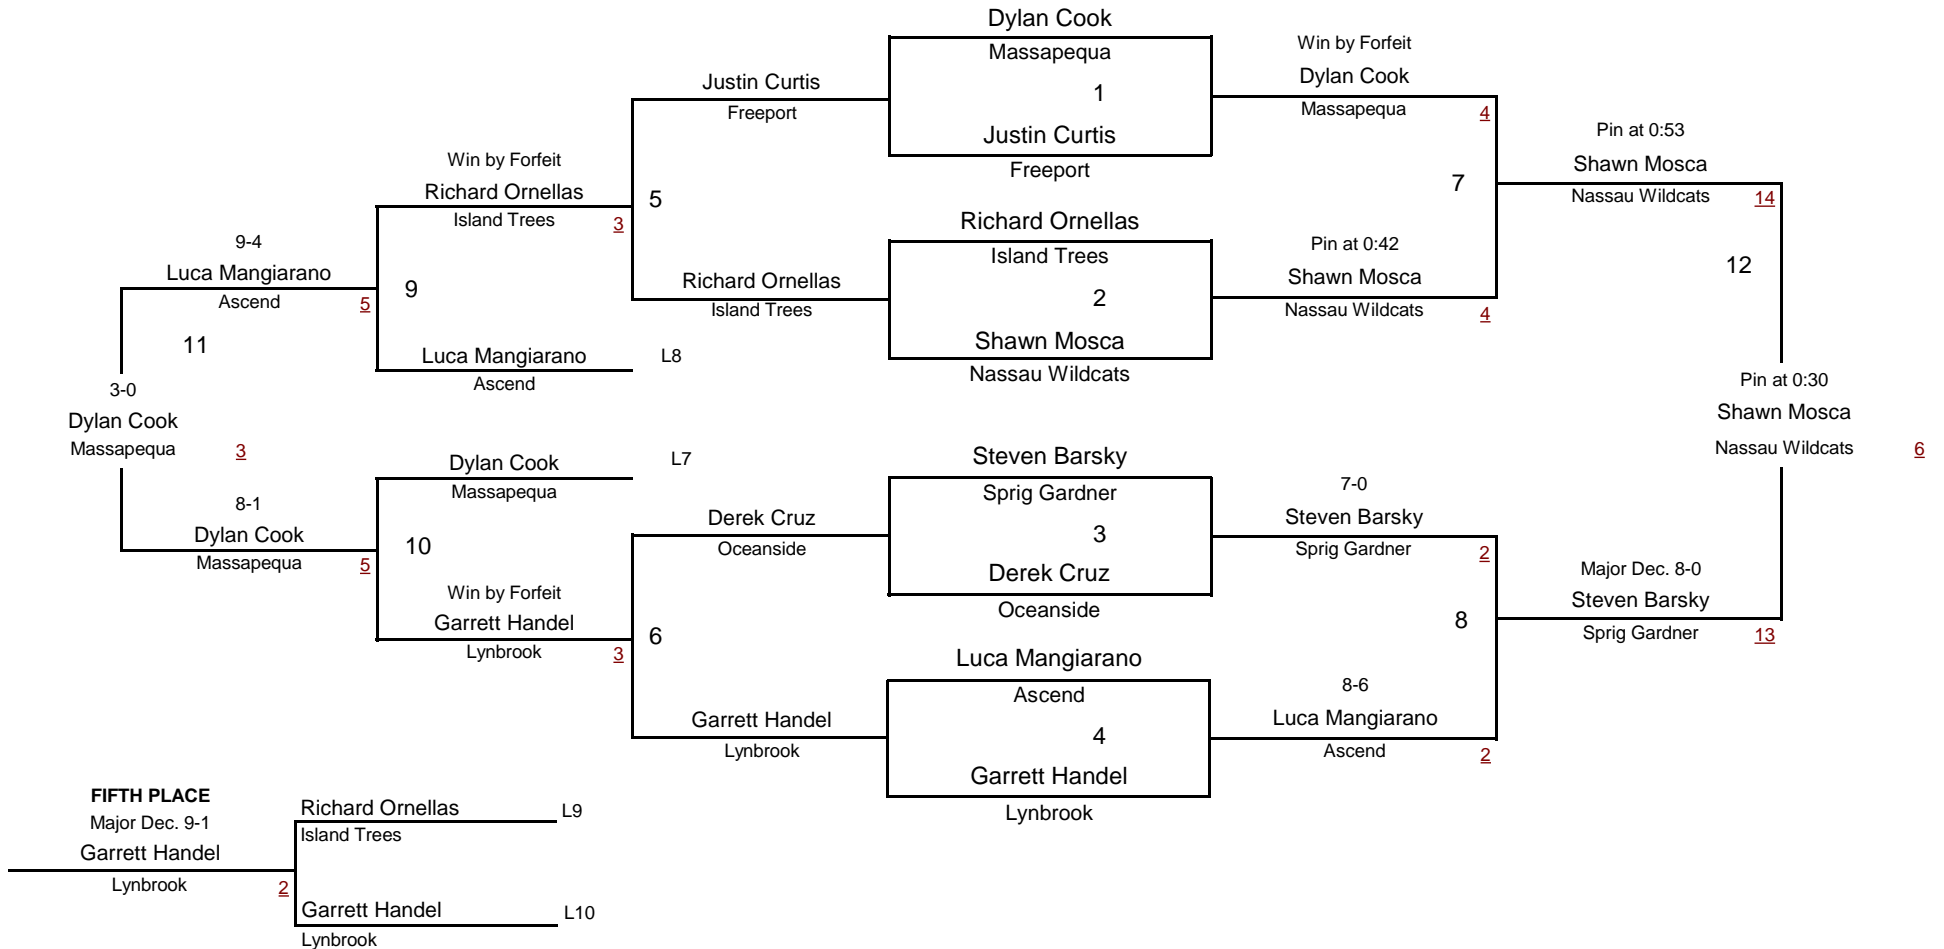 Dylan Cook
Massapequa
1
Justin Curtis
Freeport
Richard Ornellas
Island Trees
2
Shawn Mosca
Nassau Wildcats
Steven Barsky
Sprig Gardner
3
Derek Cruz
Oceanside
Luca Mangiarano
Ascend
4
Garrett Handel
Lynbrook
Win by Forfeit
Dylan Cook
Massapequa
4
7
Pin at 0:42
Shawn Mosca
Nassau Wildcats
4
7-0
Steven Barsky
Sprig Gardner
2
8
8-6
Luca Mangiarano
Ascend
2
Pin at 0:53
Shawn Mosca
Nassau Wildcats
14
12
Major Dec. 8-0
Steven Barsky
Sprig Gardner
13
Pin at 0:30
Shawn Mosca
Nassau Wildcats
6
Justin Curtis
Freeport
5
Richard Ornellas
Island Trees
Derek Cruz
Oceanside
6
Garrett Handel
Lynbrook
Win by Forfeit
Richard Ornellas
Island Trees
3
9
Luca Mangiarano
L8
Ascend
Dylan Cook
L7
Massapequa
10
Win by Forfeit
Garrett Handel
Lynbrook
3
9-4
Luca Mangiarano
Ascend
5
11
8-1
Dylan Cook
Massapequa
5
3-0
Dylan Cook
Massapequa
3
FIFTH PLACE
Major Dec. 9-1
Garrett Handel
Lynbrook
2
Richard Ornellas
L9
Island Trees
Garrett Handel
L10
Lynbrook